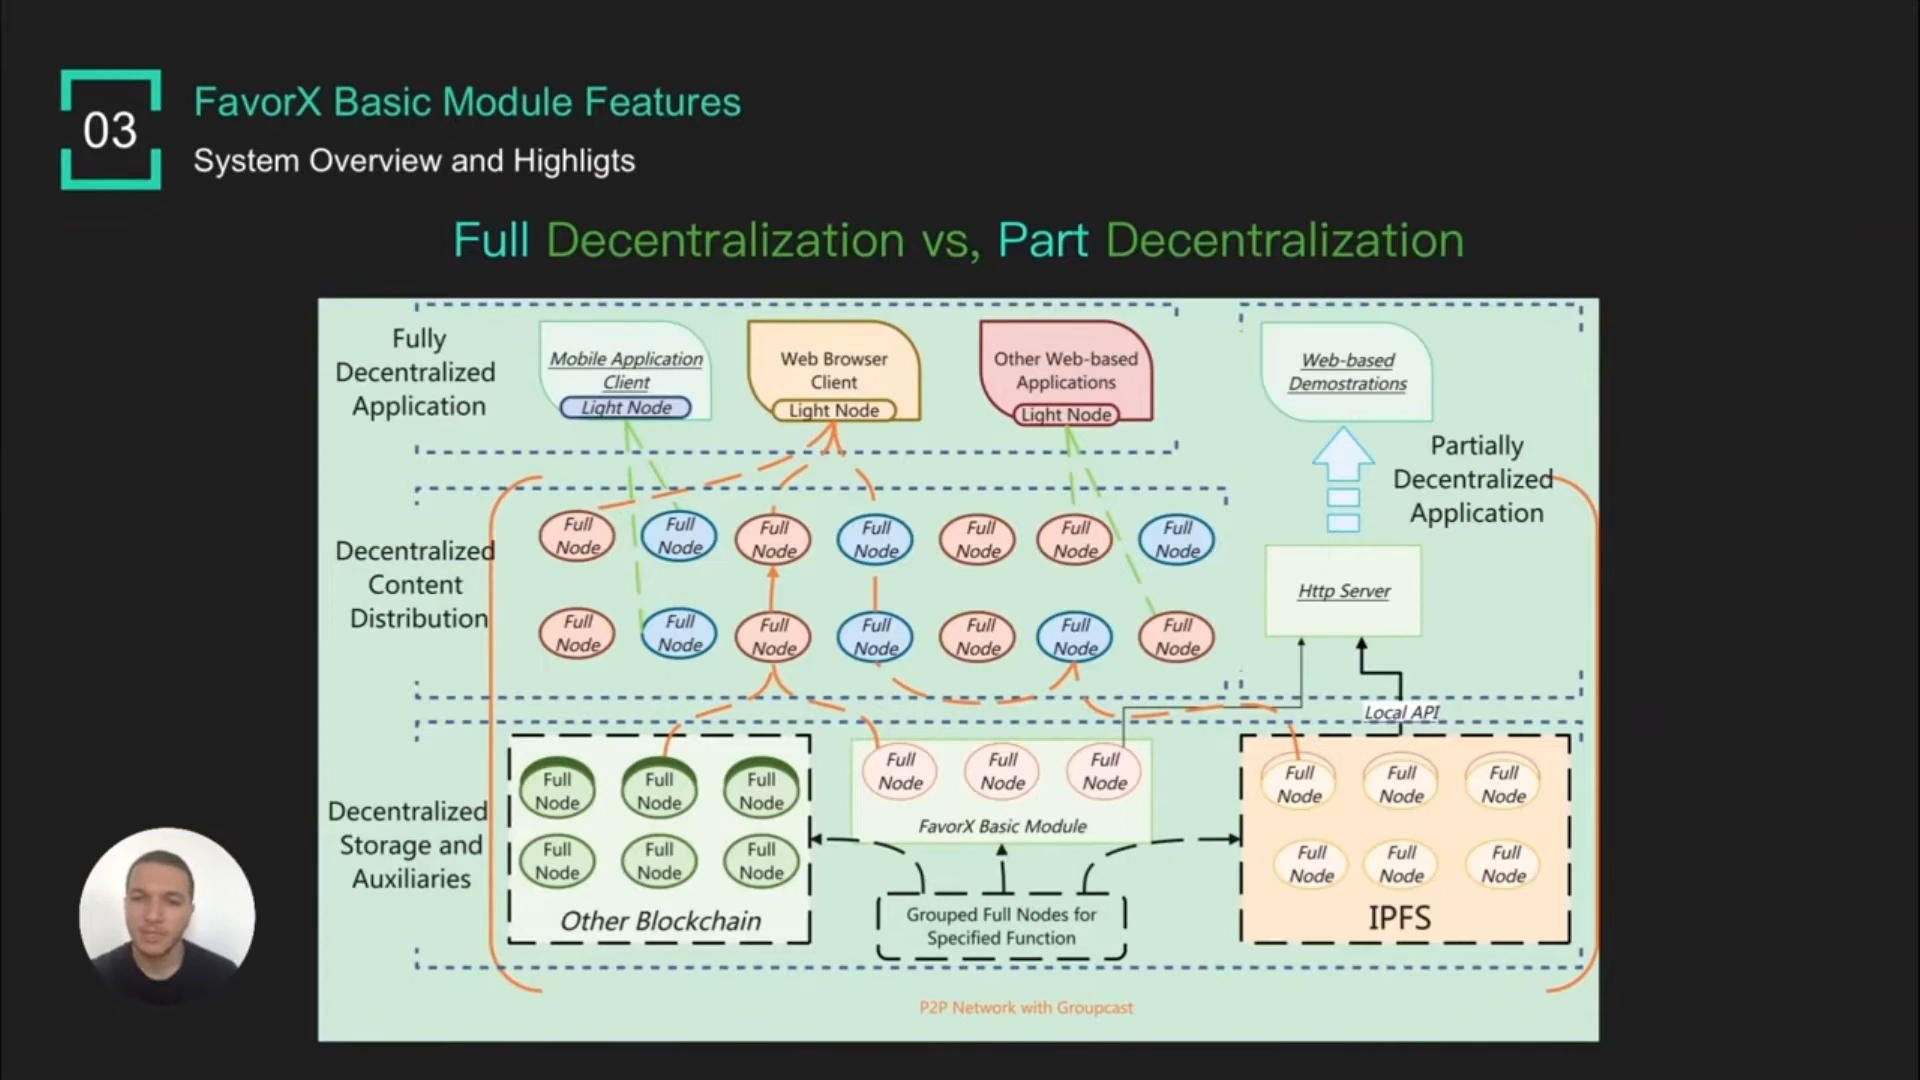 03
FavorX Basic Module Features
System Overview and Highligts
Full Decentralization vs, Part Decentralization
Fully
Decentralized
Application
Mobile Application
Client
Light Node
Web Browser
Client
Light Node
Other Web-based
Applications
Light Node
Web-based
Demostrations
Partially
Decentralized
Application
Decentralized
Content
Distribution
Full
Node
Full
Node
Full
Node
Full
Node
Full
Node
Full
Node
Full
Node
Full
Node
Full
Node
Full
Node
Full
Node
Full
Node
Full
Node
Full
Node
Http Server
Local API
Decentralized
Storage and
Auxiliaries
Full
Node
Full
Node
Full
Node
Full
Node
Full
Node
Full
Node
Other Blockchain
Full
Node
Full
Node
Full
Node
FavorX Basic Module
Grouped Full Nodes for
Specified Function
Full
Node
Full
Node
Full
Node
Full
Node
Full
Node
Full
Node
IPFS
P2P Network with Groupcast